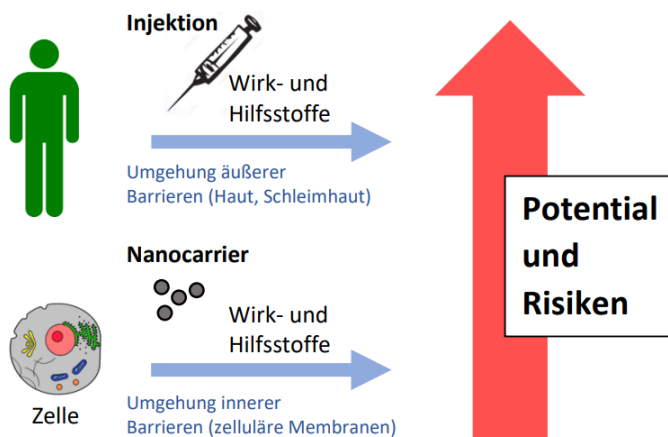 Injektion
Wirk- und
Hilfsstoffe
Umgehung äußerer
Barrieren (Haut, Schleimhaut)
Nanocarrier
Wirk- und
Hilfsstoffe
Zelle
Umgehung innerer
Barrieren (zelluläre Membranen)
Potential
und
Risiken